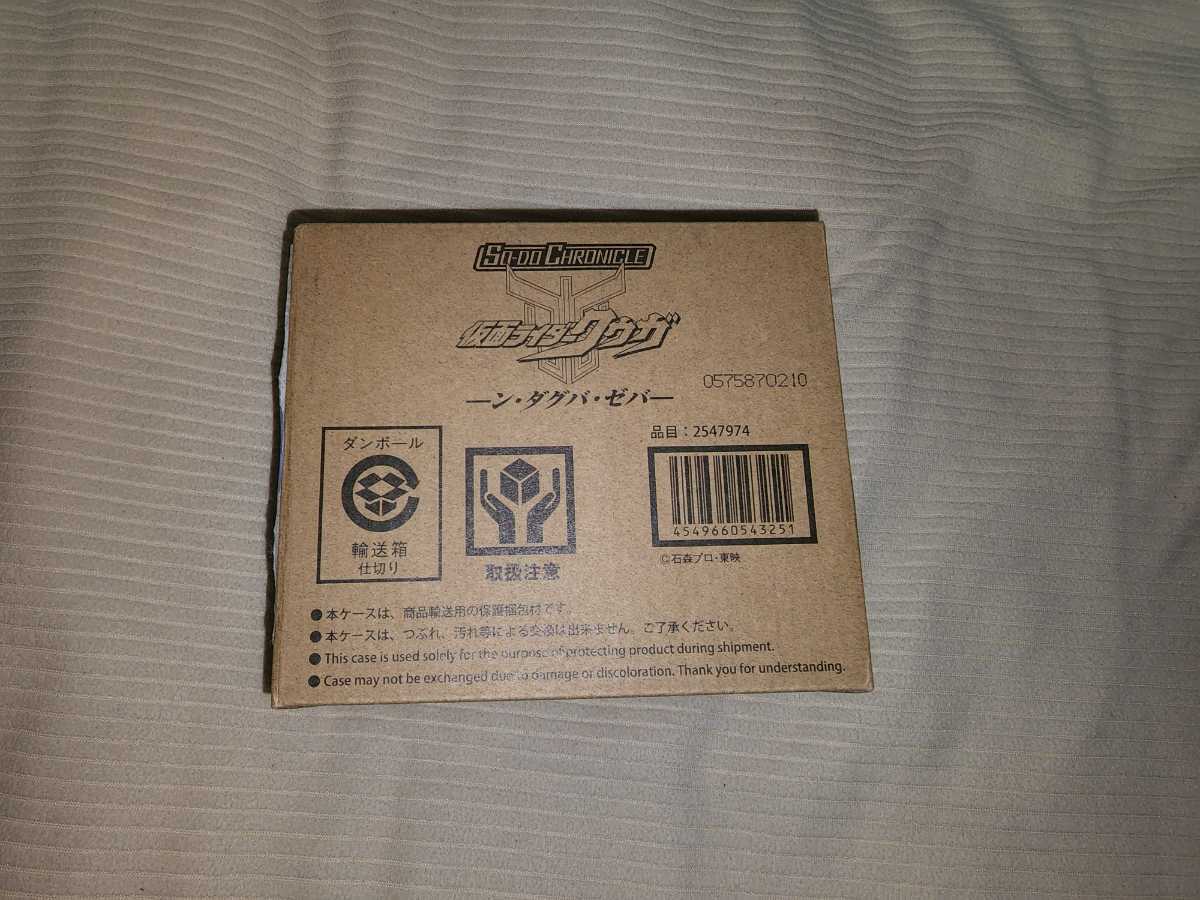 SO-DO CHRONICLE
仮面ライダークウガ
―ン・ダグバ・ゼバ―
0575870210
ダンボール
輸送箱
仕切り
取扱注意
品目：2547974
4549660543251
©石森プロ・東映
●本ケースは、商品輸送用の保護梱包材です。
●本ケースは、つぶれ、汚れ等による交換は出来ません。ご了承ください。
●This case is used solely for the purpose of protecting product during shipment.
●Case may not be exchanged due to damage or discoloration. Thank you for understanding.